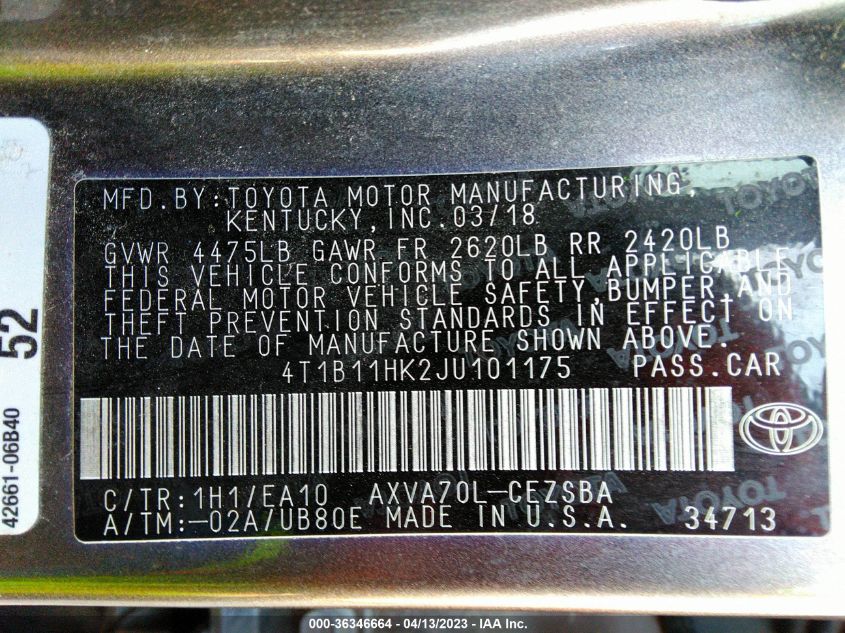 MFD.BY:TOYOTA MOTOR MANUFACTURING,
KENTUCKY,INC.03/18
GVWR 4475LB GAWR FR 2620LB RR 2420LB
THIS VEHICLE CONFORMS TO ALL APPLICABLE
FEDERAL MOTOR VEHICLE SAFETY,BUMPER,AND
THEFT PREVENTION STANDARDS IN EFFECT ON
THE DATE OF MANUFACTURE SHOWN ABOVE.
4T1B11HK2JU101175 PASS.CAR
C/TR:1H1/EA10 AXVA70L-CEZSBA
A/TM:-02A/UB80E MADE IN U.S.A. 34713
52
42661-06B40
TOYOTA
000-36346664 - 04/13/2023 - IAA Inc.